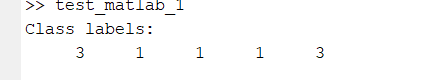 >> test_matlab_1
Class labels:
3 1 1 1 3